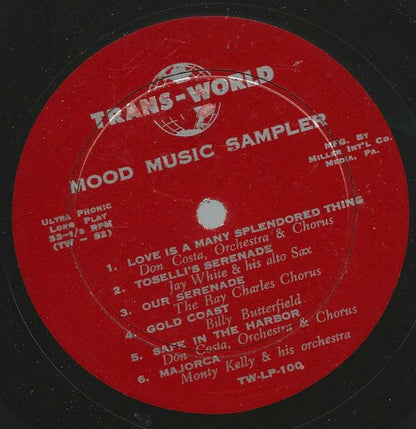 TRANS-WORLD
MOOD MUSIC SAMPLER
MFG. BY
MILLER INT'L CO.
MEDIA, PA.
ULTRA PHONIC
LONG PLAY
33-1/3 RPM
(TW - 82)
1. LOVE IS A MANY SPLENDORED THING
Don Costa, Orchestra & Chorus
2. TOSELLI'S SERENADE
Jay White & his alto Sax
3. OUR SERENADE
The Ray Charles Chorus
4. GOLD COAST
Billy Butterfield
5. SAFE IN THE HARBOR
Don Costa, Orchestra & Chorus
6. MAJORCA
Monty Kelly & his orchestra
TW-LP-100